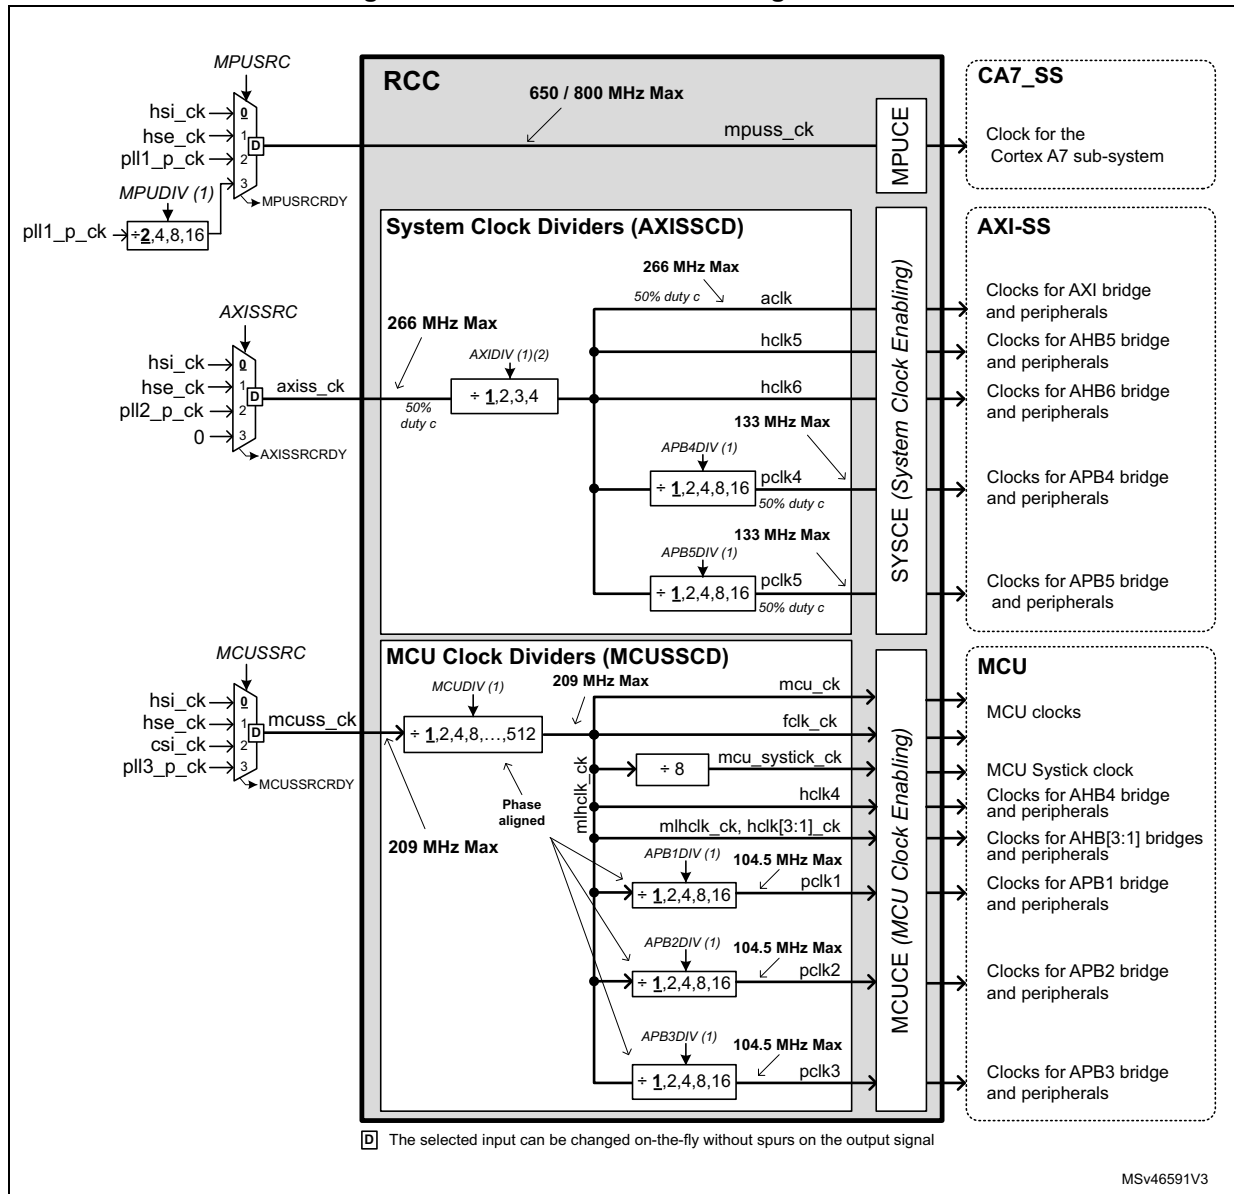 MPUSRC
hsi_ck
0
hse_ck
1
D
pll1_p_ck
2
MPUDIV (1)
3
MPUSRCRDY
pll1_p_ck
÷2,4,8,16
RCC
650 / 800 MHz Max
mpuss_ck
MPUCE
CA7_SS
Clock for the
Cortex A7 sub-system
System Clock Dividers (AXISSCD)
AXISSRC
hsi_ck
0
hse_ck
1
D
pll2_p_ck
2
0
3
AXISSRCRDY
axiss_ck
266 MHz Max
50%
duty c
AXIDIV (1)(2)
÷ 1,2,3,4
266 MHz Max
50% duty c
aclk
hclk5
hclk6
133 MHz Max
APB4DIV (1)
÷ 1,2,4,8,16
pclk4
50% duty c
133 MHz Max
APB5DIV (1)
÷ 1,2,4,8,16
pclk5
50% duty c
SYSCE (System Clock Enabling)
AXI-SS
Clocks for AXI bridge
and peripherals
Clocks for AHB5 bridge
and peripherals
Clocks for AHB6 bridge
and peripherals
Clocks for APB4 bridge
and peripherals
Clocks for APB5 bridge
and peripherals
MCU Clock Dividers (MCUSSCD)
MCUSSRC
hsi_ck
0
hse_ck
1
D
csi_ck
2
pll3_p_ck
3
MCUSSRCRDY
mcuss_ck
MCUDIV (1)
÷ 1,2,4,8,…,512
209 MHz Max
209 MHz Max
Phase
aligned
mlhclk_ck
mcu_ck
fclk_ck
÷ 8
mcu_systick_ck
hclk4
mlhclk_ck, hclk[3:1]_ck
APB1DIV (1)
104.5 MHz Max
÷ 1,2,4,8,16
pclk1
APB2DIV (1)
104.5 MHz Max
÷ 1,2,4,8,16
pclk2
APB3DIV (1)
104.5 MHz Max
÷ 1,2,4,8,16
pclk3
MCUCE (MCU Clock Enabling)
MCU
MCU clocks
MCU Systick clock
Clocks for AHB4 bridge
and peripherals
Clocks for AHB[3:1] bridges
and peripherals
Clocks for APB1 bridge
and peripherals
Clocks for APB2 bridge
and peripherals
Clocks for APB3 bridge
and peripherals
D The selected input can be changed on-the-fly without spurs on the output signal
MSv46591V3